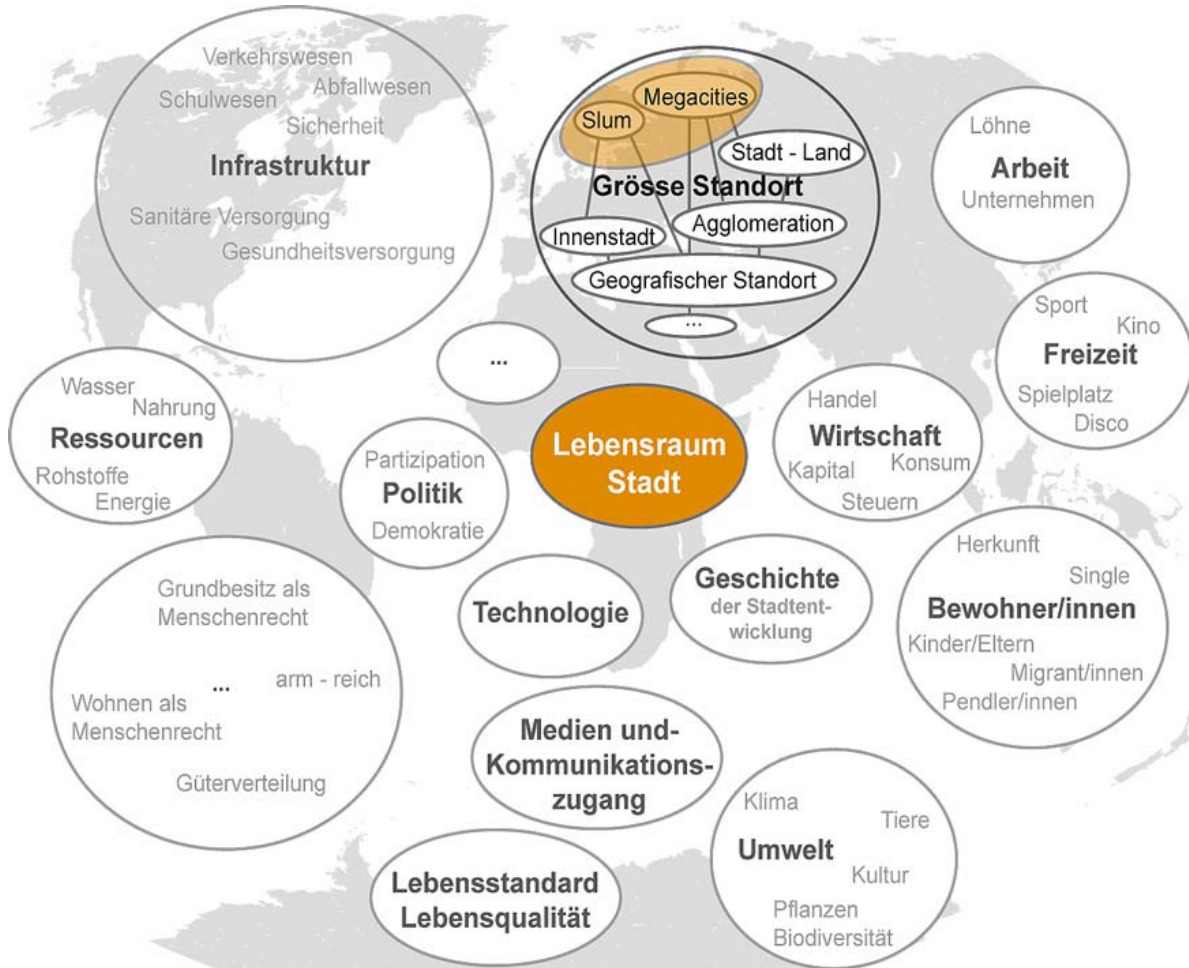 Verkehrswesen
Abfallwesen
Schulwesen
Sicherheit
Infrastruktur
Sanitäre Versorgung
Gesundheitsversorgung
Megacities
Slum
Stadt - Land
Grösse Standort
Innenstadt
Agglomeration
Geografischer Standort
...
Löhne
Arbeit
Unternehmen
Sport
Kino
Freizeit
Spielplatz
Disco
...
Wasser
Nahrung
Ressourcen
Rohstoffe
Energie
Partizipation
Politik
Demokratie
Lebensraum
Stadt
Handel
Wirtschaft
Konsum
Kapital
Steuern
Herkunft
Single
Bewohner/innen
Kinder/Eltern
Migrant/innen
Pendler/innen
Geschichte
der Stadtent-
wicklung
Technologie
Grundbesitz als
Menschenrecht
...
arm - reich
Wohnen als
Menschenrecht
Güterverteilung
Medien und-
Kommunikations-
zugang
Klima
Tiere
Umwelt
Kultur
Pflanzen
Biodiversität
Lebensstandard
Lebensqualität